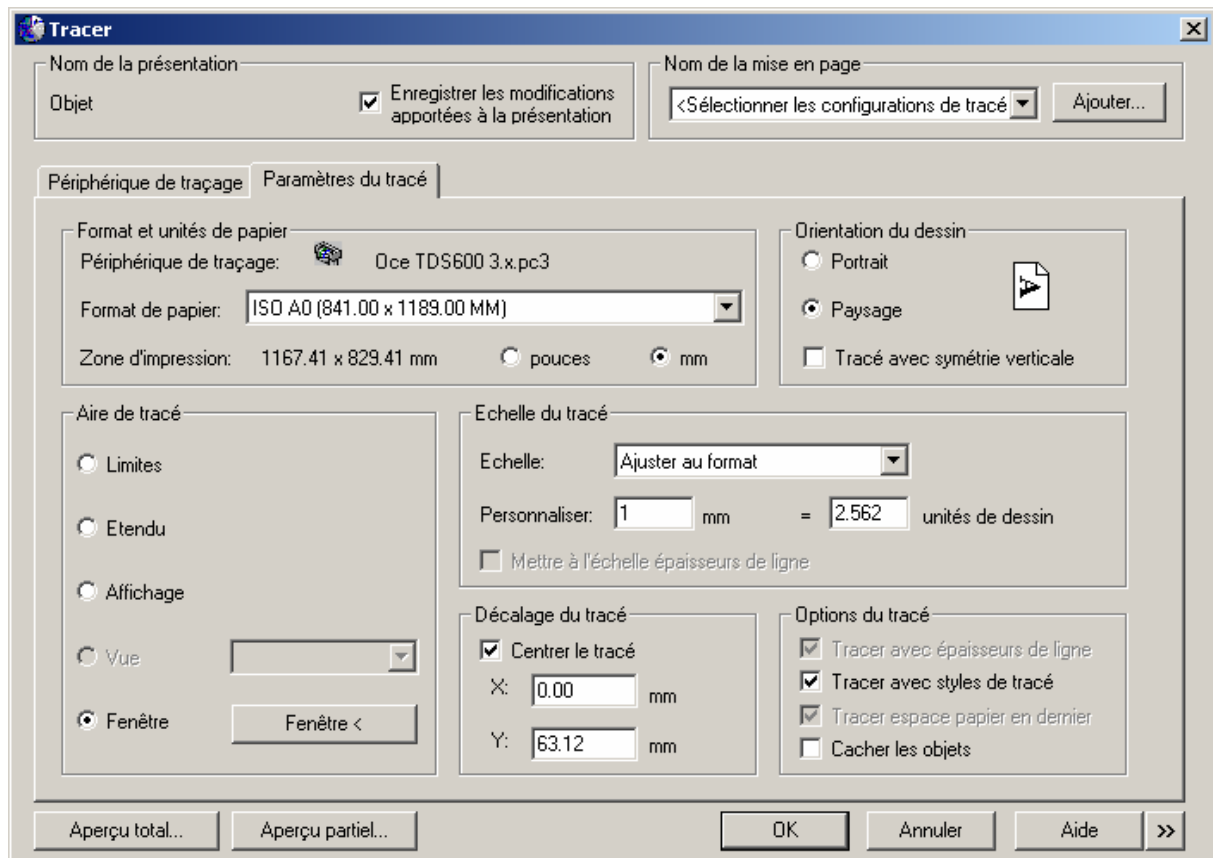 Tracer
Nom de la présentation
Objet
Enregistrer les modifications
apportées à la présentation
Nom de la mise en page
<Sélectionner les configurations de tracé
Ajouter...
Périphérique de traçage
Paramètres du tracé
Format et unités de papier
Périphérique de traçage: Oce TDS600 3.x.pc3
Format de papier: ISO A0 (841.00 x 1189.00 MM)
Zone d'impression: 1167.41 x 829.41 mm pouces mm
Orientation du dessin
Portrait
Paysage
A
Tracé avec symétrie verticale
Aire de tracé
Limites
Etendu
Affichage
Vue
Fenêtre Fenêtre <
Echelle du tracé
Echelle: Ajuster au format
Personnaliser: 1 mm = 2.562 unités de dessin
Mettre à l'échelle épaisseurs de ligne
Décalage du tracé
Centrer le tracé
X: 0.00 mm
Y: 63.12 mm
Options du tracé
Tracer avec épaisseurs de ligne
Tracer avec styles de tracé
Tracer espace papier en dernier
Cacher les objets
Aperçu total... Aperçu partiel... OK Annuler Aide >>